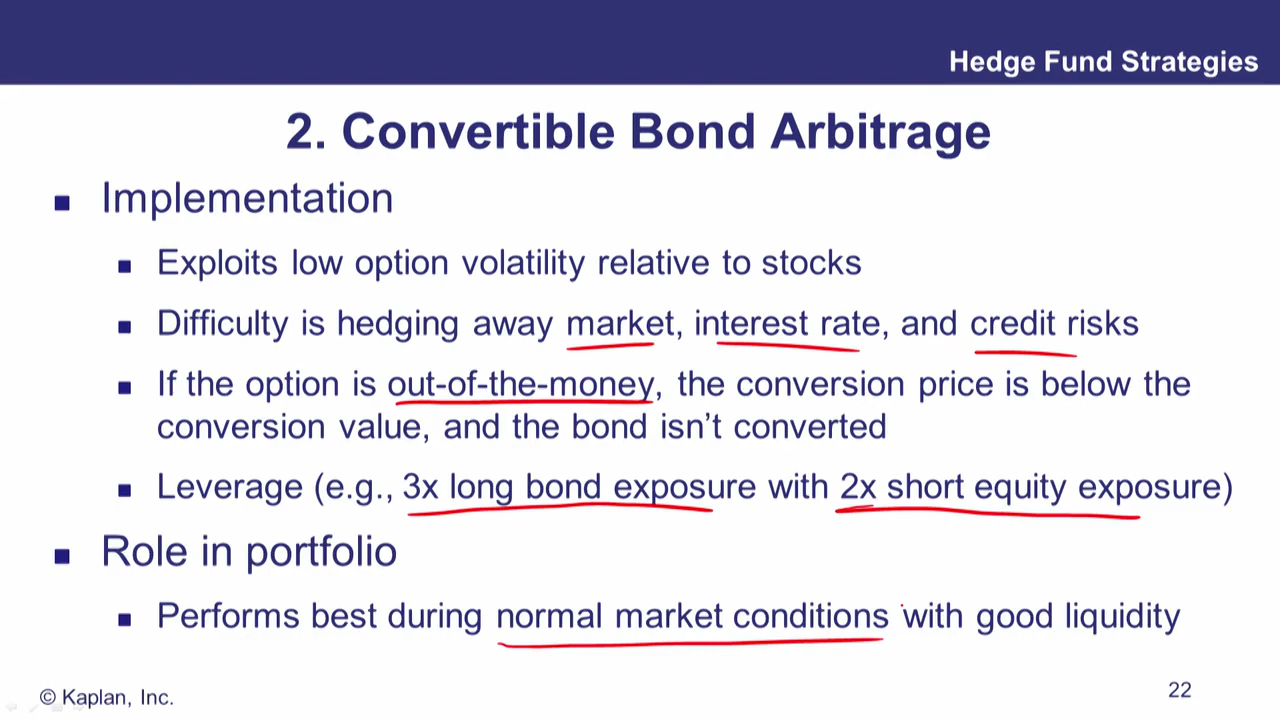 Hedge Fund Strategies
2. Convertible Bond Arbitrage
Implementation
Exploits low option volatility relative to stocks
Difficulty is hedging away market, interest rate, and credit risks
If the option is out-of-the-money, the conversion price is below the
conversion value, and the bond isn’t converted
Leverage (e.g., 3x long bond exposure with 2x short equity exposure)
Role in portfolio
Performs best during normal market conditions with good liquidity
© Kaplan, Inc.
22